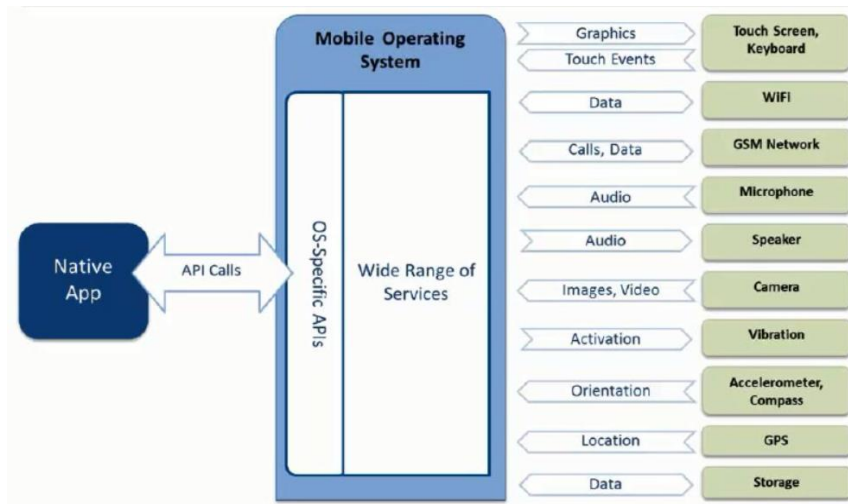 Mobile Operating
System
Native
App
API Calls
OS-Specific APIs
Wide Range of
Services
Graphics
Touch Events
Touch Screen,
Keyboard
Data
WiFi
Calls, Data
GSM Network
Audio
Microphone
Audio
Speaker
Images, Video
Camera
Activation
Vibration
Orientation
Accelerometer,
Compass
Location
GPS
Data
Storage